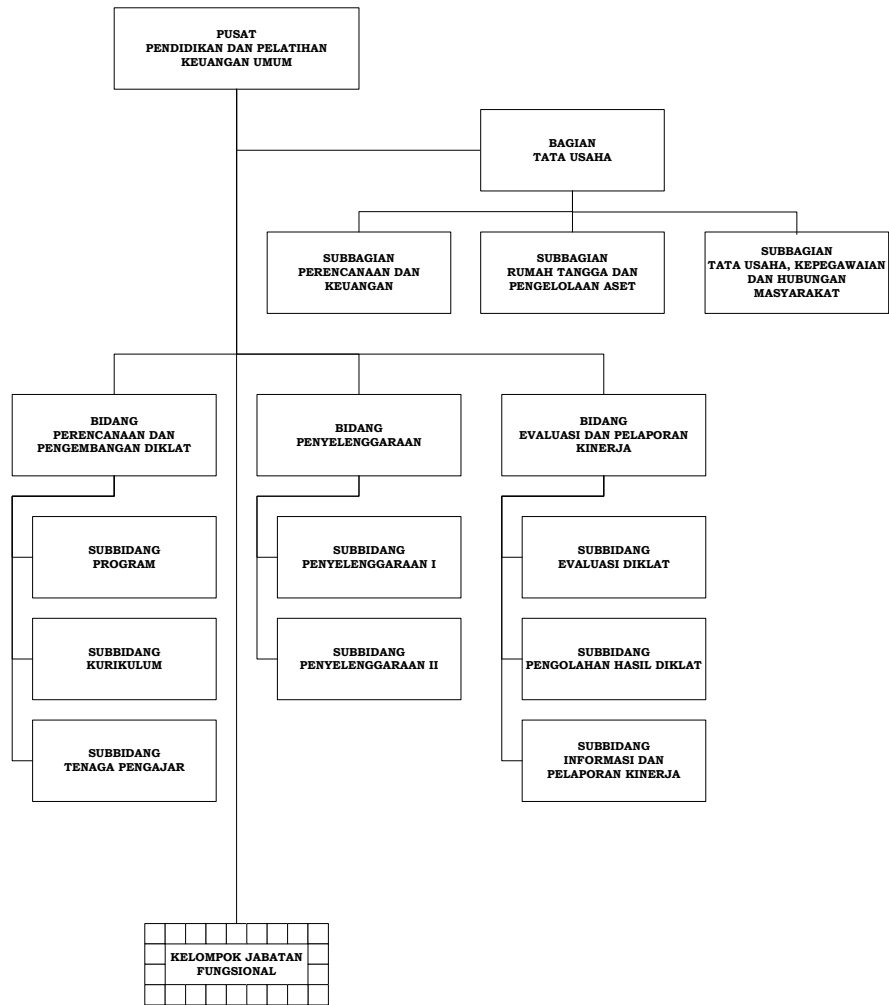 PUSAT
PENDIDIKAN DAN PELATIHAN
KEUANGAN UMUM
BAGIAN
TATA USAHA
SUBBAGIAN
PERENCANAAN DAN
KEUANGAN
SUBBAGIAN
RUMAH TANGGA DAN
PENGELOLAAN ASET
SUBBAGIAN
TATA USAHA, KEPEGAWAIAN
DAN HUBUNGAN
MASYARAKAT
BIDANG
PERENCANAAN DAN
PENGEMBANGAN DIKLAT
BIDANG
PENYELENGGARAAN
BIDANG
EVALUASI DAN PELAPORAN
KINERJA
SUBBIDANG
PROGRAM
SUBBIDANG
PENYELENGGARAAN I
SUBBIDANG
EVALUASI DIKLAT
SUBBIDANG
KURIKULUM
SUBBIDANG
PENYELENGGARAAN II
SUBBIDANG
PENGOLAHAN HASIL DIKLAT
SUBBIDANG
TENAGA PENGAJAR
SUBBIDANG
INFORMASI DAN
PELAPORAN KINERJA
KELOMPOK JABATAN
FUNGSIONAL